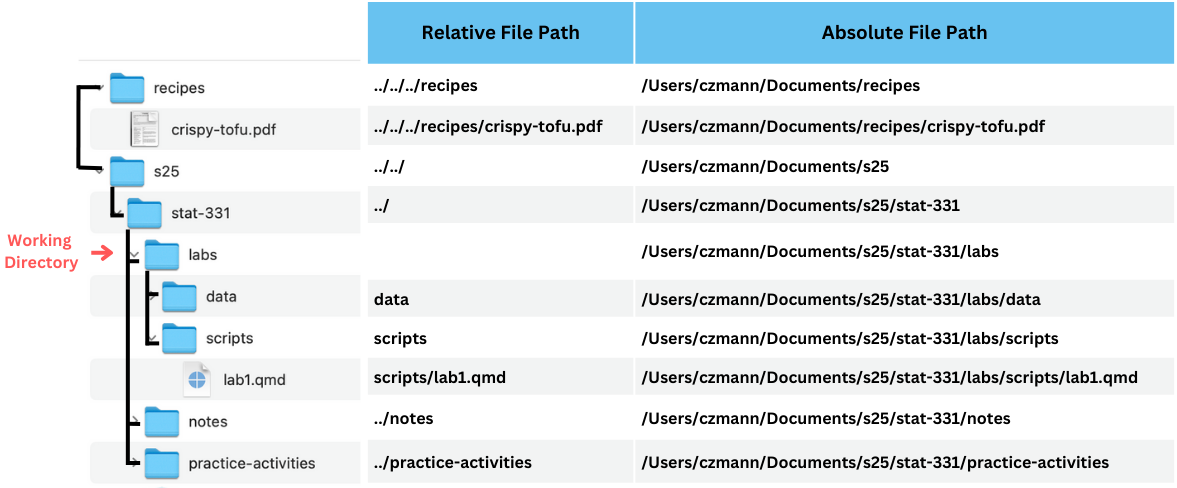 Relative File Path Absolute File Path
recipes ../../../recipes /Users/czmann/Documents/recipes
crispy-tofu.pdf ../../../recipes/crispy-tofu.pdf /Users/czmann/Documents/recipes/crispy-tofu.pdf
s25 ../../ /Users/czmann/Documents/s25
stat-331 ../ /Users/czmann/Documents/s25/stat-331
Working
Directory
labs /Users/czmann/Documents/s25/stat-331/labs
data data /Users/czmann/Documents/s25/stat-331/labs/data
scripts scripts /Users/czmann/Documents/s25/stat-331/labs/scripts
lab1.qmd scripts/lab1.qmd /Users/czmann/Documents/s25/stat-331/labs/scripts/lab1.qmd
notes ../notes /Users/czmann/Documents/s25/stat-331/notes
practice-activities ../practice-activities /Users/czmann/Documents/s25/stat-331/practice-activities